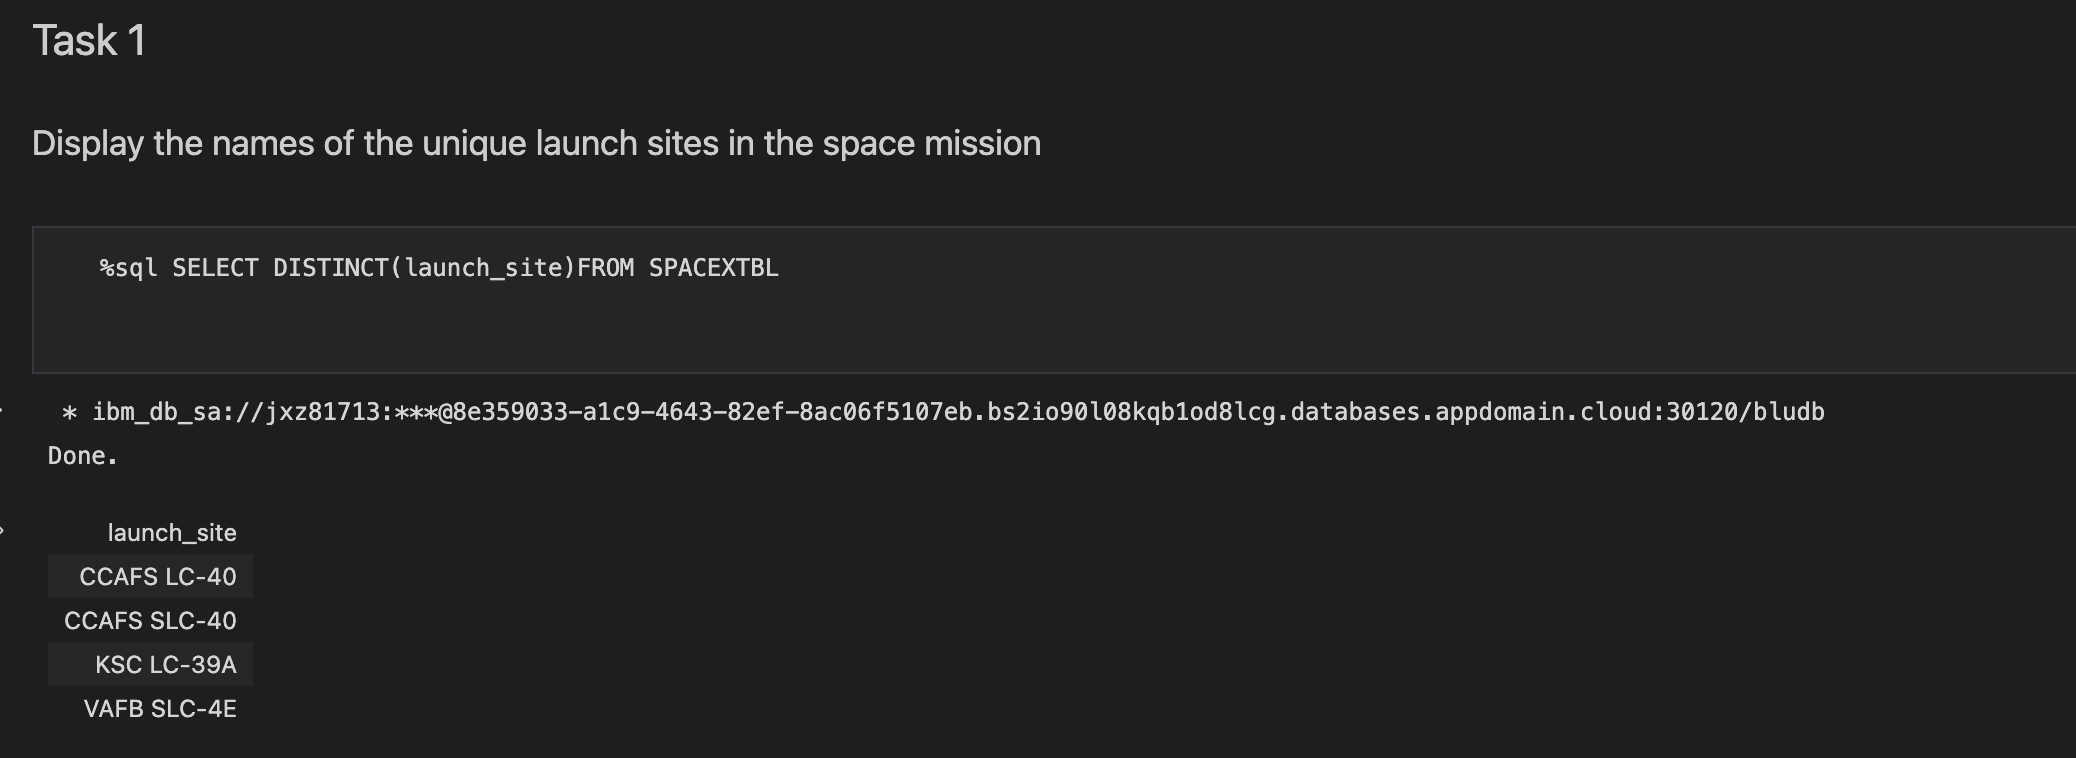 Task 1
Display the names of the unique launch sites in the space mission
%sql SELECT DISTINCT(launch_site)FROM SPACEXTBL
* ibm_db_sa://jxz81713:***@8e359033-a1c9-4643-82ef-8ac06f5107eb.bs2io90l08kqb1od8lcg.databases.appdomain.cloud:30120/bludb
Done.
launch_site
CCAFS LC-40
CCAFS SLC-40
KSC LC-39A
VAFB SLC-4E